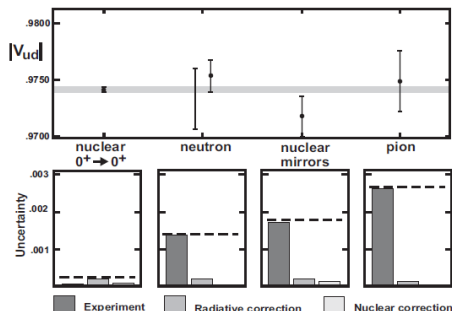 .9800
|Vud|
.9750
.9700
nuclear neutron nuclear pion
0+→0+ mirrors
.003
.002
.001
Uncertainty
Experiment Radiative correction Nuclear correction